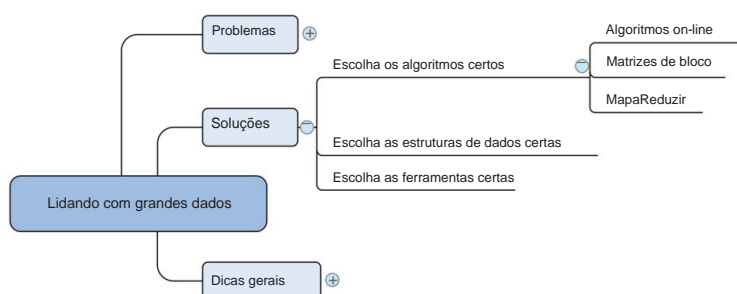 Problemas
Algoritmos on-line
Escolha os algoritmos certos
Matrizes de bloco
MapaReduzir
Soluções
Escolha as estruturas de dados certas
Escolha as ferramentas certas
Lidando com grandes dados
Dicas gerais